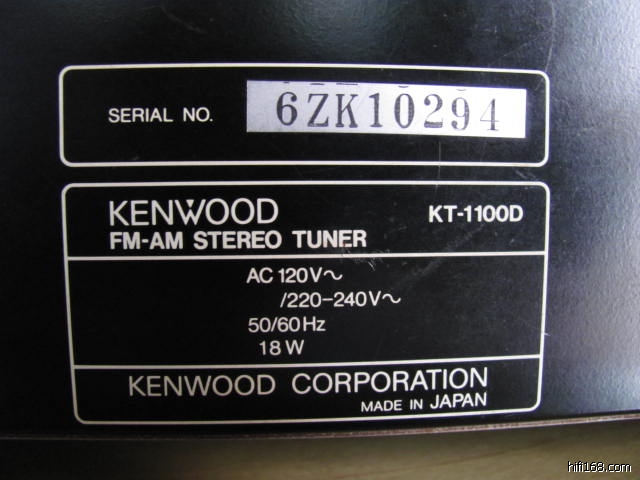 SERIAL NO. 6ZK10294
KENWOOD KT-1100D
FM-AM STEREO TUNER
AC 120V～
/220-240V～
50/60Hz
18 W
KENWOOD CORPORATION
MADE IN JAPAN
hifi168.com